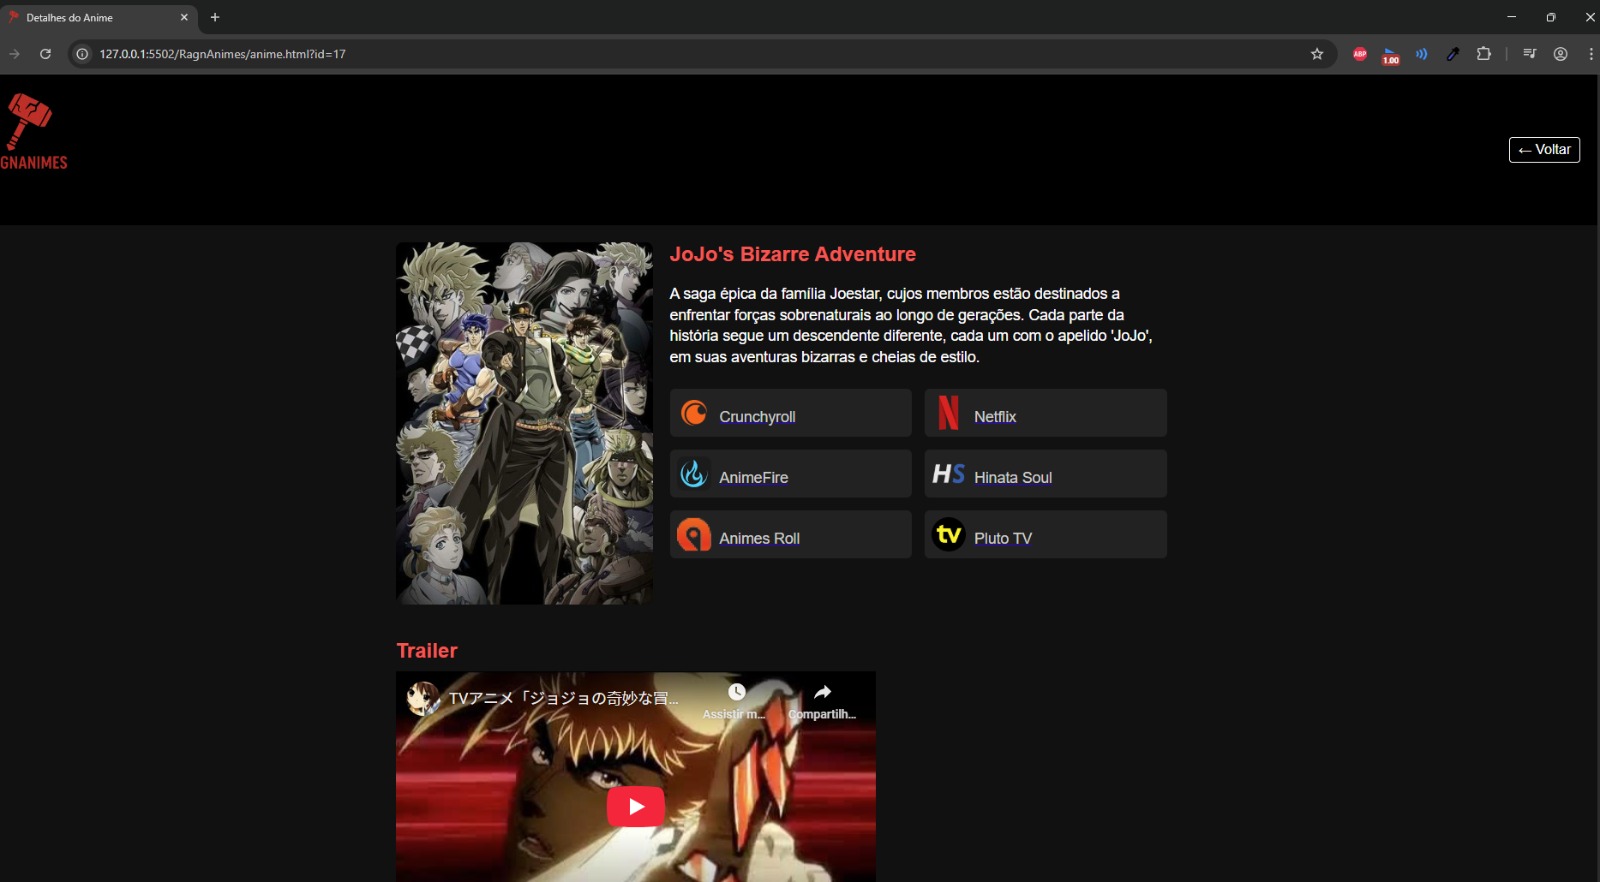 Detalhes do Anime
127.0.0.1:5502/RagnAnimes/anime.html?id=17
ABP
1.00
GNANIMES
← Voltar
JoJo's Bizarre Adventure
A saga épica da família Joestar, cujos membros estão destinados a
enfrentar forças sobrenaturais ao longo de gerações. Cada parte da
história segue um descendente diferente, cada um com o apelido 'JoJo',
em suas aventuras bizarras e cheias de estilo.
Crunchyroll
N Netflix
AnimeFire
HS Hinata Soul
Animes Roll
tv Pluto TV
Trailer
TVアニメ「ジョジョの奇妙な冒...
Assistir m...
Compartilh...